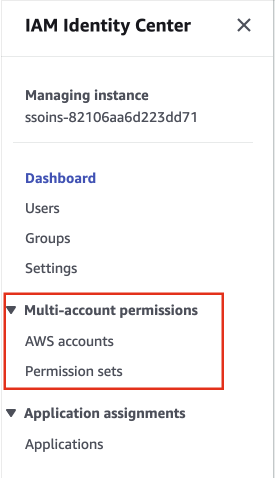 IAM Identity Center
Managing instance
ssoins-82106aa6d223dd71
Dashboard
Users
Groups
Settings
Multi-account permissions
AWS accounts
Permission sets
Application assignments
Applications